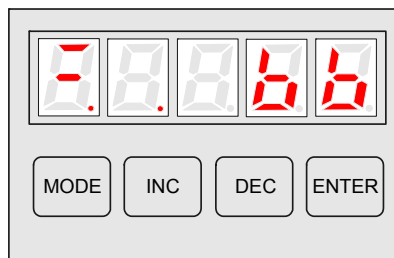 =. . bb
MODE INC DEC ENTER